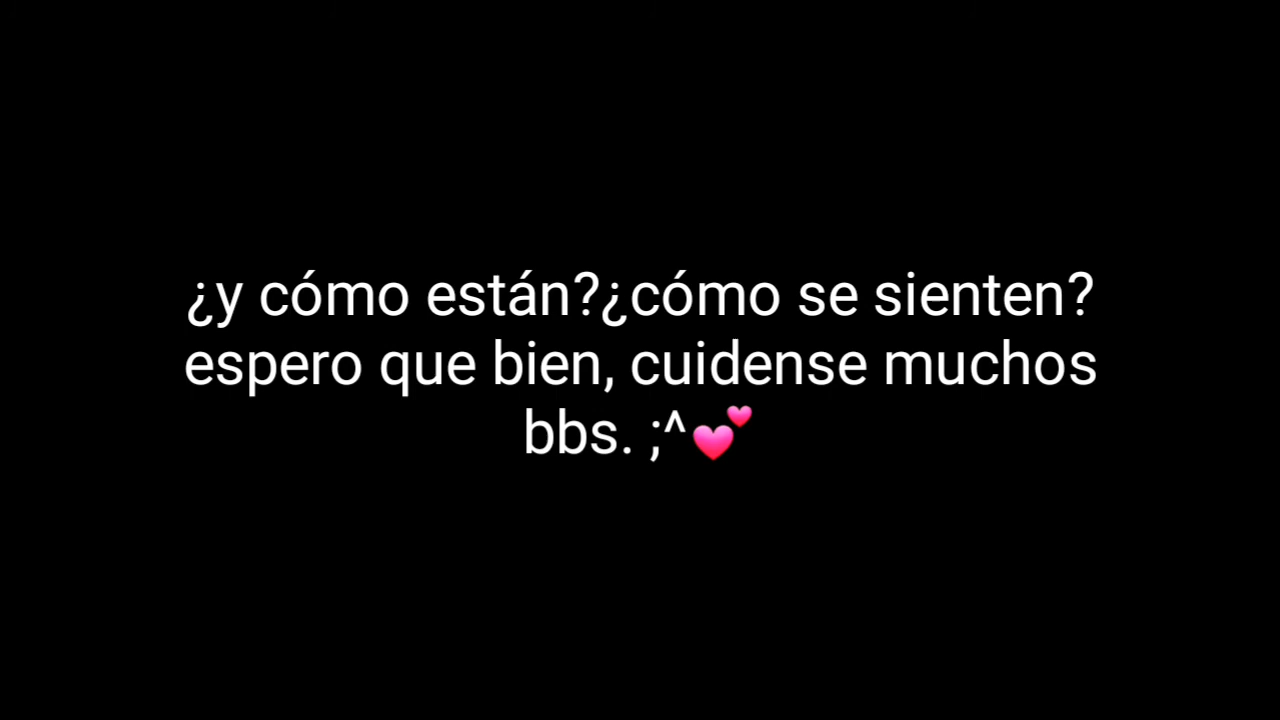 ¿y cómo están?¿cómo se sienten?
espero que bien, cuidense muchos
bbs. ;^💕